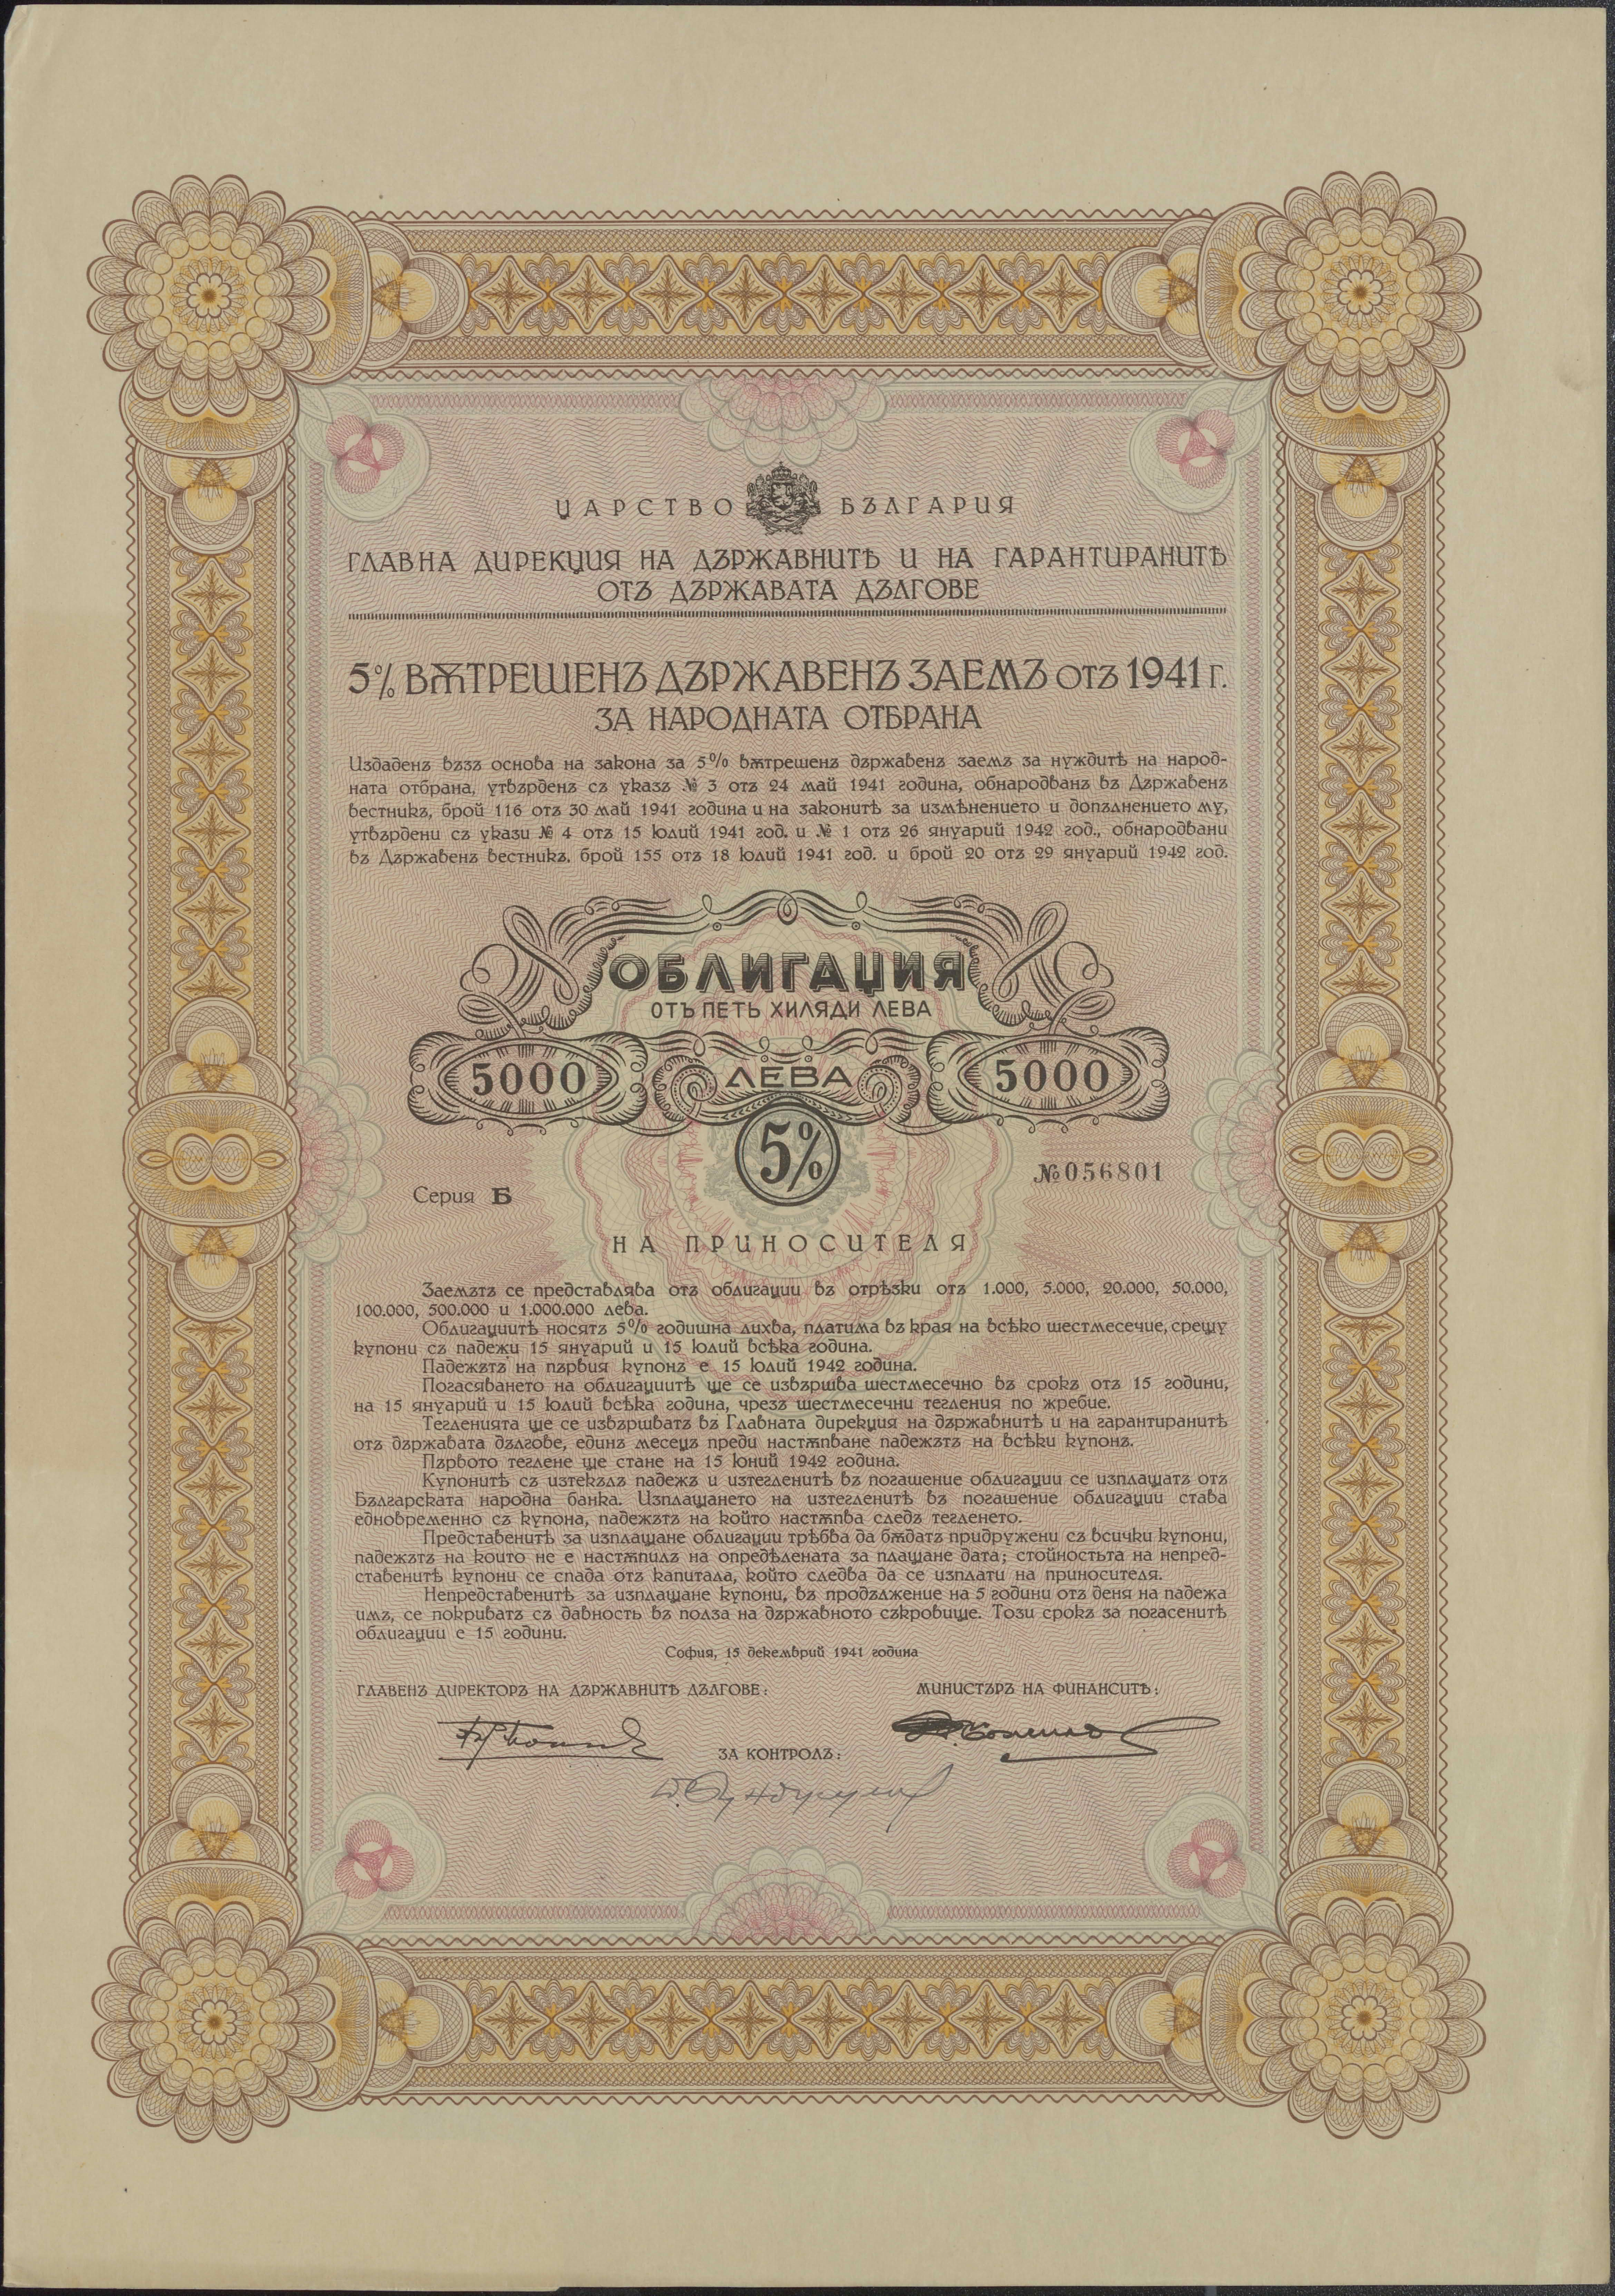 ЦАРСТВО БЪЛГАРИЯ
ГЛАВНА ДИРЕКЦИЯ НА ДЪРЖАВНИТѢ И НА ГАРАНТИРАНИТѢ
ОТЪ ДЪРЖАВАТА ДЪЛГОВЕ
5% ВѪТРЕШЕНЪ ДЪРЖАВЕНЪ ЗАЕМЪ ОТЪ 1941 Г.
ЗА НАРОДНАТА ОТБРАНА
Издаденъ възъ основа на закона за 5% вѫтрешенъ държавенъ заемъ за нуждитѣ на народ-
ната отбрана, утвърденъ съ указъ № 3 отъ 24 май 1941 година, обнародванъ въ Държавенъ
вестникъ, брой 116 отъ 30 май 1941 година и на законитѣ за измѣнението и допълнението му,
утвърдени съ укази № 4 отъ 15 юлий 1941 год. и № 1 отъ 26 януарий 1942 год., обнародвани
въ Държавенъ вестникъ, брой 155 отъ 18 юлий 1941 год. и брой 20 отъ 29 януарий 1942 год.
ОБЛИГАЦИЯ
ОТЪ ПЕТЬ ХИЛЯДИ ЛЕВА
5000 ЛЕВА 5000
5%
№ 056801
Серия Б
НА ПРИНОСИТЕЛЯ
Заемътъ се представлява отъ облигации въ отрѣзки отъ 1.000, 5.000, 20.000, 50.000,
100.000, 500.000 и 1.000.000 лева.
Облигациитѣ носятъ 5% годишна лихва, платима въ края на всѣко шестмесечие, срещу
купони съ падежи 15 януарий и 15 юлий всѣка година.
Падежътъ на първия купонъ е 15 юлий 1942 година.
Погасяването на облигациитѣ ще се извършва шестмесечно въ срокъ отъ 15 години,
на 15 януарий и 15 юлий всѣка година, чрезъ шестмесечни тегления по жребие.
Тегленията ще се извършватъ въ Главната дирекция на държавнитѣ и на гарантиранитѣ
отъ държавата дългове, единъ месецъ преди настѫпване падежътъ на всѣки купонъ.
Първото теглене ще стане на 15 юний 1942 година.
Купонитѣ съ изтекълъ падежъ и изтегленитѣ въ погашение облигации се изплащатъ отъ
Българската народна банка. Изплащането на изтегленитѣ въ погашение облигации става
едновременно съ купона, падежътъ на който настѫпва следъ тегленето.
Представенитѣ за изплащане облигации трѣбва да бѫдатъ придружени съ всички купони,
падежътъ на които не е настѫпилъ на опредѣлената за плащане дата; стойностьта на непред-
ставенитѣ купони се спада отъ капитала, който следва да се изплати на приносителя.
Непредставенитѣ за изплащане купони, въ продължение на 5 години отъ деня на падежа
имъ, се покриватъ съ давность въ полза на държавното съкровище. Този срокъ за погасенитѣ
облигации е 15 години.
София, 15 декемврий 1941 година
ГЛАВЕНЪ ДИРЕКТОРЪ НА ДЪРЖАВНИТѢ ДЪЛГОВЕ: МИНИСТЪРЪ НА ФИНАНСИТѢ:
ЗА КОНТРОЛЪ: